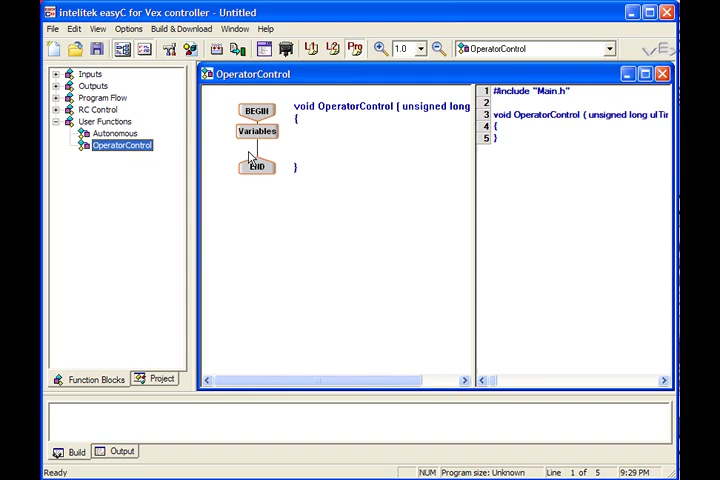 intelitek easyC for Vex controller - Untitled
File Edit View Options Build & Download Window Help
Prg 1.0 OperatorControl
Inputs
Outputs
Program Flow
RC Control
User Functions
Autonomous
OperatorControl
OperatorControl
BEGIN
Variables
END
void OperatorControl ( unsigned long
{
}
1 #include "Main.h"
2
3 void OperatorControl ( unsigned long ulTir
4 {
5 }
Function Blocks Project
Build Output
Ready NUM Program size: Unknown Line 1 of 5 9:29 PM